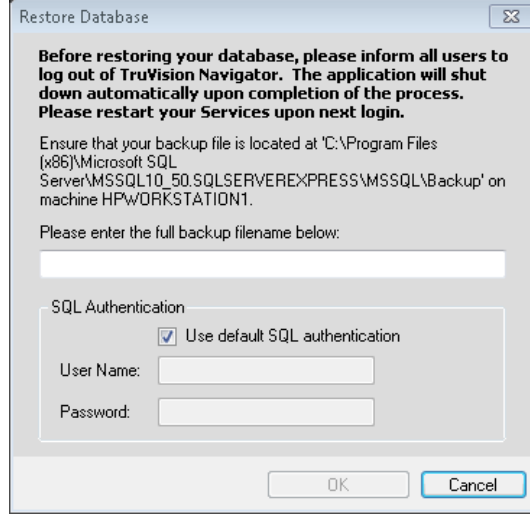 Restore Database
Before restoring your database, please inform all users to
log out of TruVision Navigator.  The application will shut
down automatically upon completion of the process.
Please restart your Services upon next login.
Ensure that your backup file is located at 'C:\Program Files
(x86)\Microsoft SQL
Server\MSSQL10_50.SQLSERVEREXPRESS\MSSQL\Backup' on
machine HPWORKSTATION1.
Please enter the full backup filename below:
SQL Authentication
Use default SQL authentication
User Name:
Password:
OK
Cancel